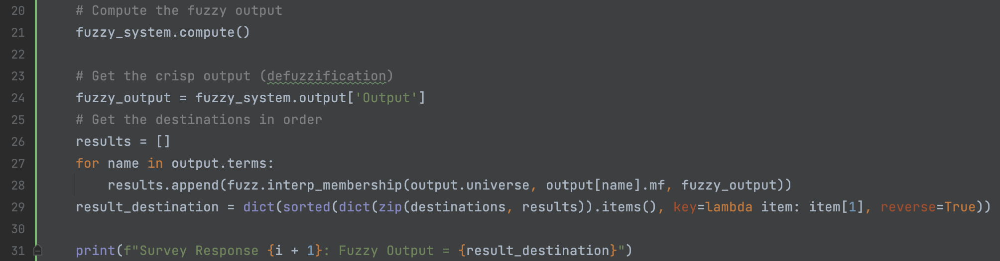 20 # Compute the fuzzy output
21 fuzzy_system.compute()
22
23 # Get the crisp output (defuzzification)
24 fuzzy_output = fuzzy_system.output['Output']
25 # Get the destinations in order
26 results = []
27 for name in output.terms:
28     results.append(fuzz.interp_membership(output.universe, output[name].mf, fuzzy_output))
29 result_destination = dict(sorted(dict(zip(destinations, results)).items(), key=lambda item: item[1], reverse=True))
30
31 print(f"Survey Response {i + 1}: Fuzzy Output = {result_destination}")